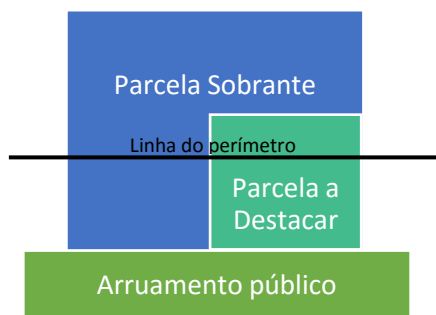 Parcela Sobrante
Linha do perímetro
Parcela a
Destacar
Arruamento público